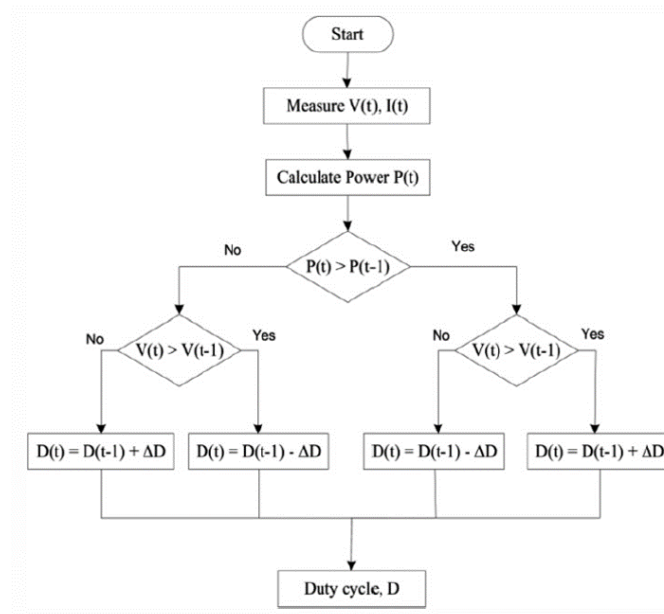 Start
Measure V(t), I(t)
Calculate Power P(t)
No
Yes
P(t) > P(t-1)
No
V(t) > V(t-1)
Yes
No
V(t) > V(t-1)
Yes
D(t) = D(t-1) + ΔD
D(t) = D(t-1) - ΔD
D(t) = D(t-1) - ΔD
D(t) = D(t-1) + ΔD
Duty cycle, D